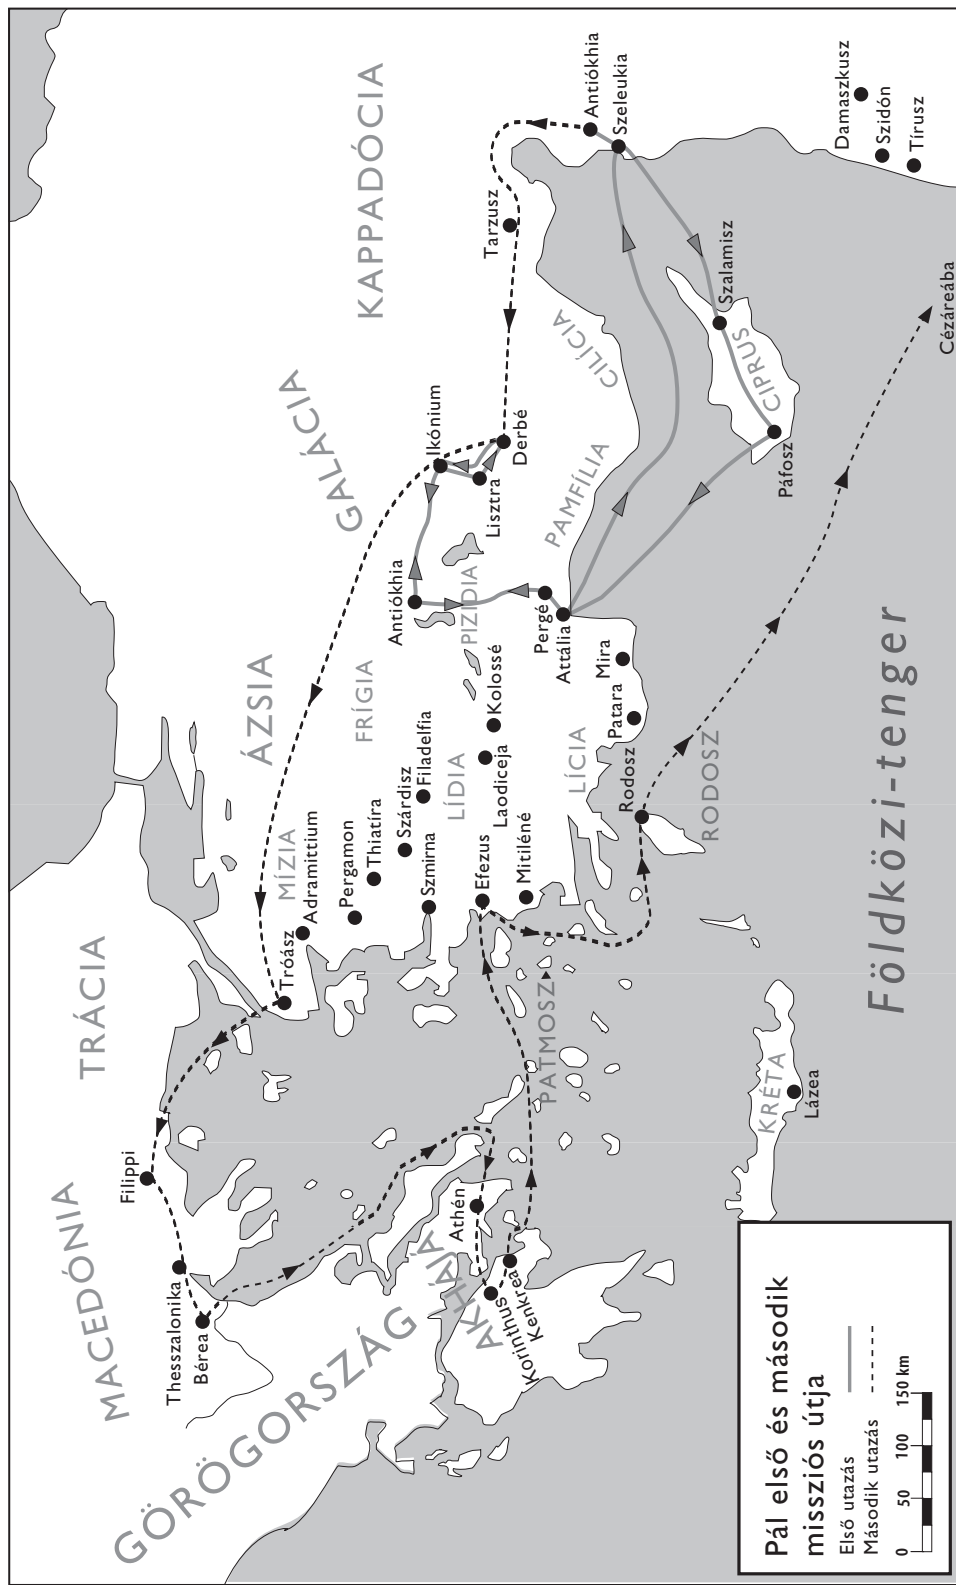 GÖRÖGORSZÁG
MACEDÓNIA
TRÁCIA
ÁZSIA
GALÁCIA
KAPPADÓCIA
AKHÁJA
MÍZIA
FRÍGIA
LÍDIA
PIZIDIA
LÍCIA
PAMFÍLIA
CILÍCIA
CIPRUS
RODOSZ
PATMOSZ
KRÉTA
Földközi-tenger
Thesszalonika
Bérea
Filippi
Athén
Korinthus
Kenkrea
Tróász
Adramittium
Pergamon
Thiatíra
Szárdisz
Filadelfia
Szmirna
Efezus
Mitiléné
Laodiceja
Kolossé
Antiókhia
Ikónium
Lisztra
Derbé
Tarzusz
Antiókhia
Szeleukia
Pergé
Attália
Mira
Patara
Rodosz
Szalamisz
Páfosz
Damaszkusz
Szidón
Tírusz
Cézáreába
Lázea
Pál első és második
missziós útja
Első utazás
Második utazás
0 50 100 150 km